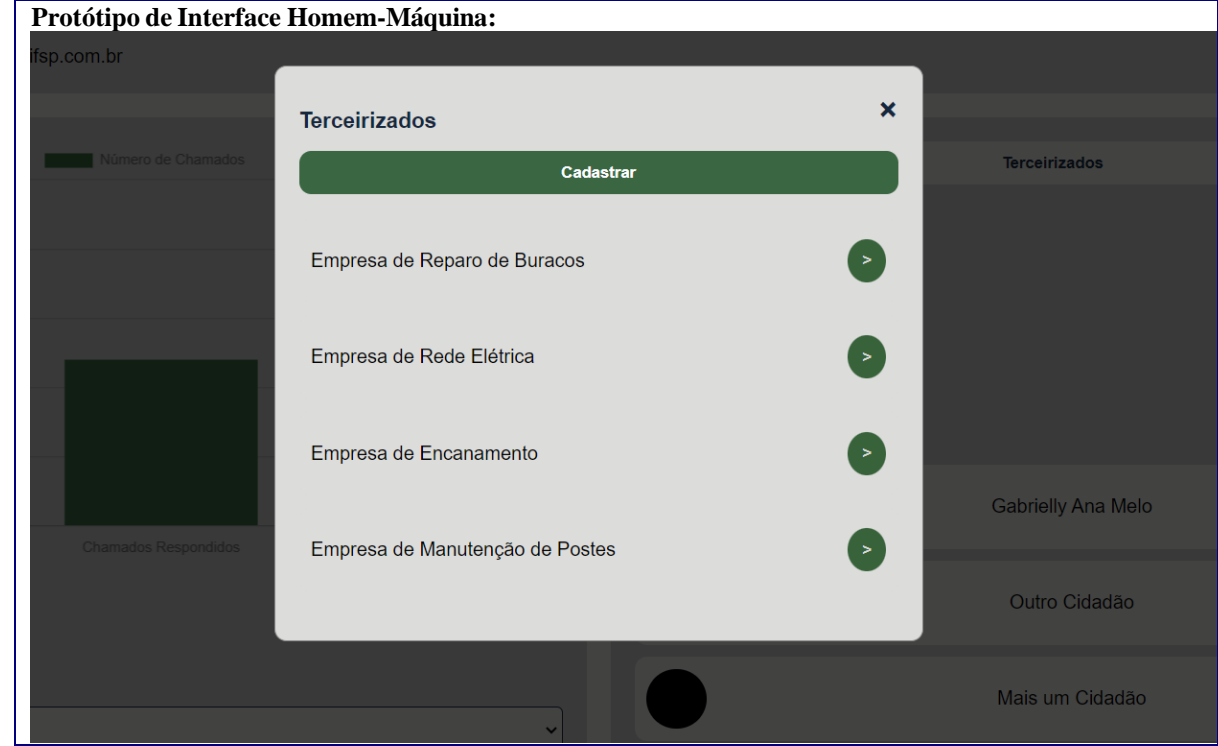 Protótipo de Interface Homem-Máquina:
ifsp.com.br
Terceirizados
×
Número de Chamados
Cadastrar
Terceirizados
Empresa de Reparo de Buracos
>
Empresa de Rede Elétrica
>
Empresa de Encanamento
>
Gabrielly Ana Melo
Chamados Respondidos
Empresa de Manutenção de Postes
>
Outro Cidadão
Mais um Cidadão